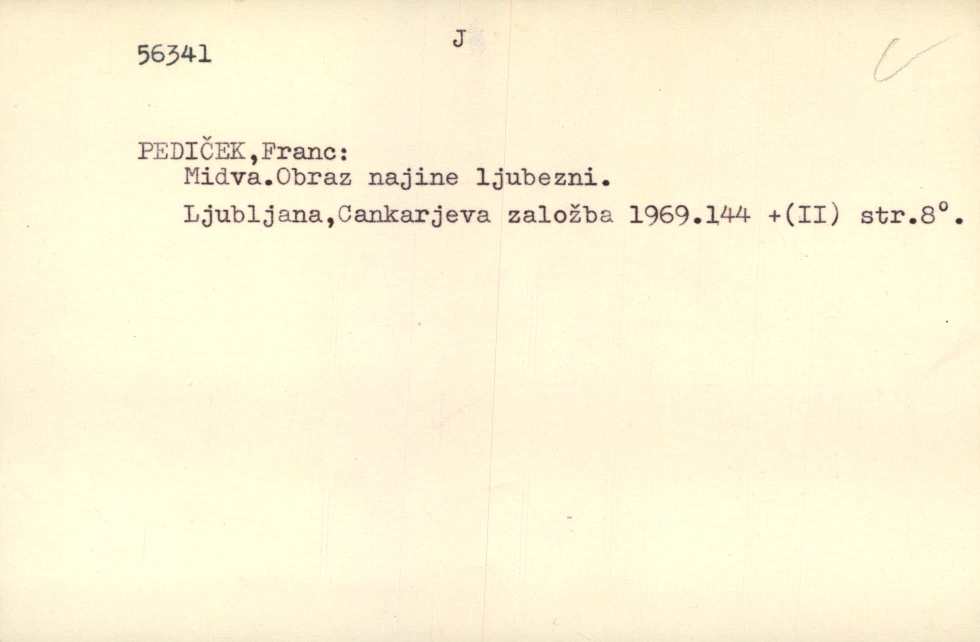 56341
J
PEDIČEK,Franc:
Midva.Obraz najine ljubezni.
Ljubljana,Cankarjeva založba 1969.144 +(II) str.8°.